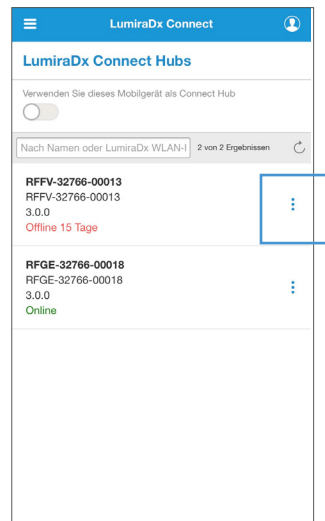 LumiraDx Connect
LumiraDx Connect Hubs
Verwenden Sie dieses Mobilgerät als Connect Hub
Nach Namen oder LumiraDx WLAN-I 2 von 2 Ergebnissen
RFFV-32766-00013
RFFV-32766-00013
3.0.0
Offline 15 Tage
RFGE-32766-00018
RFGE-32766-00018
3.0.0
Online